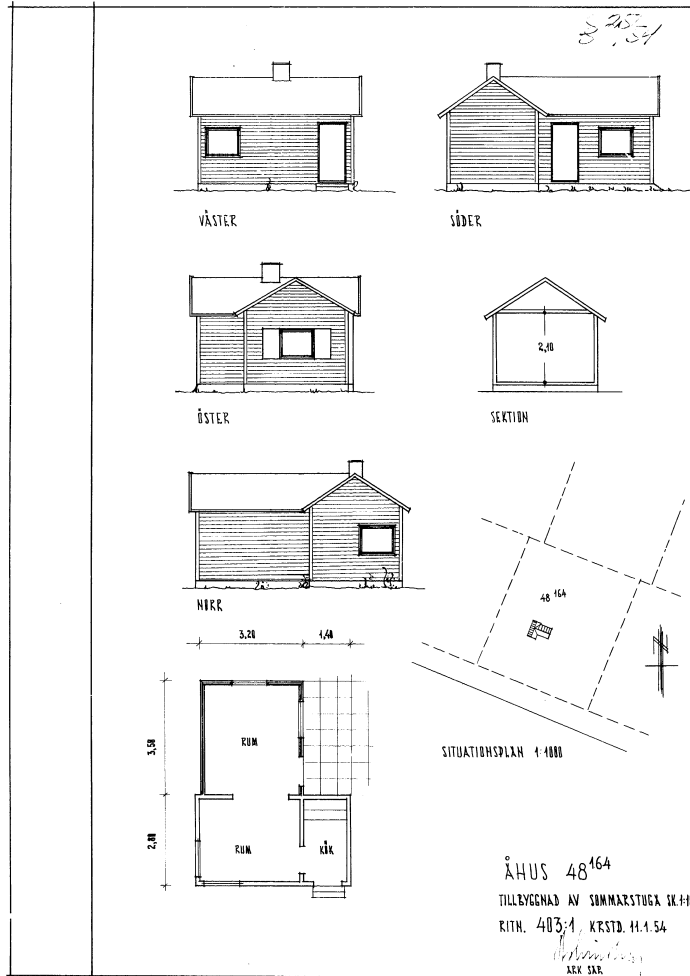 VÄSTER
SÖDER
2,10
ÖSTER
SEKTION
NORR
48 164
3,20 1,40
RUM
3,50
SITUATIONSPLAN 1:1000
2,80
RUM
KÖK
ÅHUS 48 164
TILLBYGGNAD AV SOMMARSTUGA SK.
RITN. 403:1 KRSTD. 11.1.54
ARK SAR